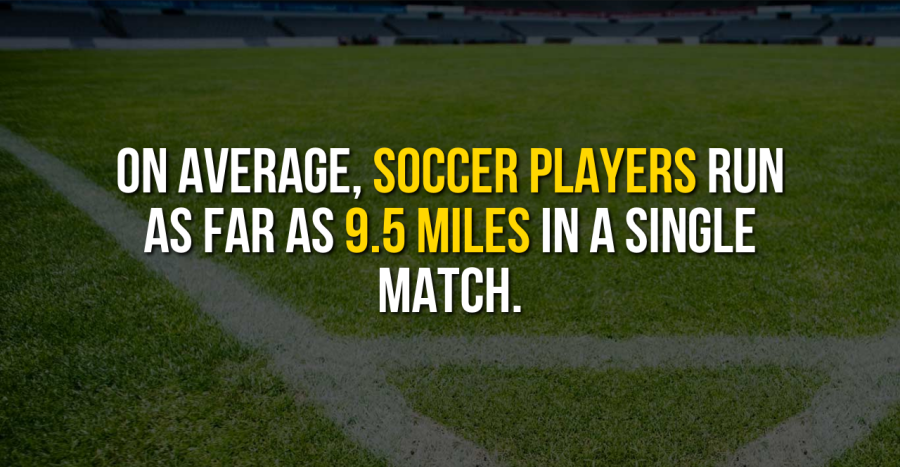 ON AVERAGE, SOCCER PLAYERS RUN
AS FAR AS 9.5 MILES IN A SINGLE
MATCH.